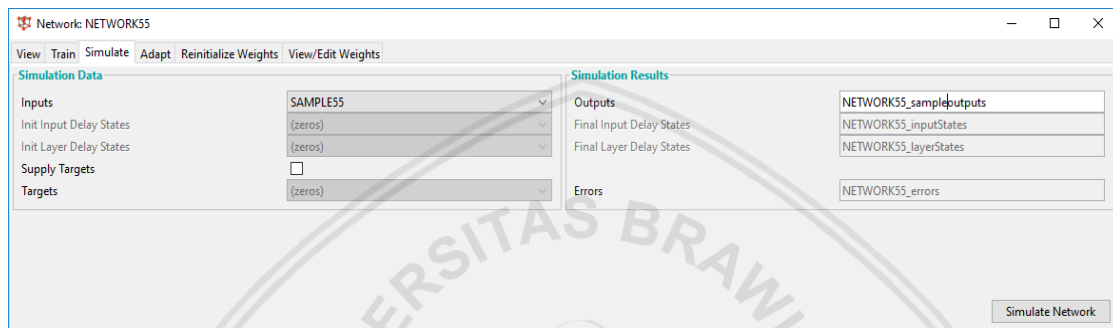 Network: NETWORK55
View Train Simulate Adapt Reinitialize Weights View/Edit Weights
Simulation Data
Inputs SAMPLE55
Init Input Delay States (zeros)
Init Layer Delay States (zeros)
Supply Targets
Targets (zeros)
Simulation Results
Outputs NETWORK55_sampleoutputs
Final Input Delay States NETWORK55_inputStates
Final Layer Delay States NETWORK55_layerStates
Errors NETWORK55_errors
Simulate Network
ERSITAS BRAW